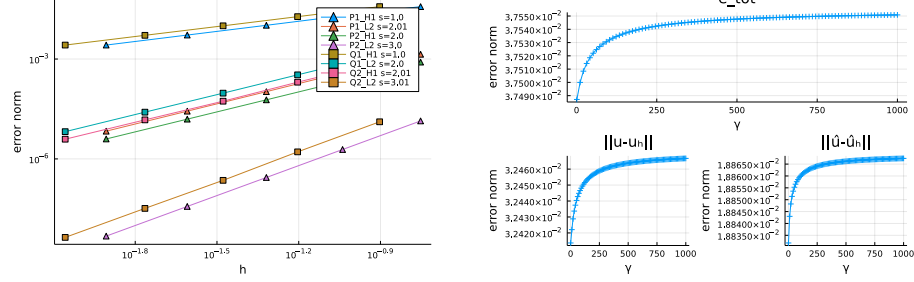 error norm
10⁻³
10⁻⁶
10⁻¹·⁸
10⁻¹·⁵
10⁻¹·²
10⁻⁰·⁹
h
P1_H1 s=1,0
P1_L2 s=2,01
P2_H1 s=2,0
P2_L2 s=3,0
Q1_H1 s=1,0
Q1_L2 s=2,0
Q2_H1 s=2,01
Q2_L2 s=3,01
e_tot
error norm
3,7550×10⁻²
3,7540×10⁻²
3,7530×10⁻²
3,7520×10⁻²
3,7510×10⁻²
3,7500×10⁻²
3,7490×10⁻²
0
250
500
750
1000
γ
||u-uₕ||
error norm
3,2460×10⁻²
3,2450×10⁻²
3,2440×10⁻²
3,2430×10⁻²
3,2420×10⁻²
0
250
500
750
1000
γ
||û-ûₕ||
error norm
1,88650×10⁻²
1,88600×10⁻²
1,88550×10⁻²
1,88500×10⁻²
1,88450×10⁻²
1,88400×10⁻²
1,88350×10⁻²
0
250
500
750
1000
γ